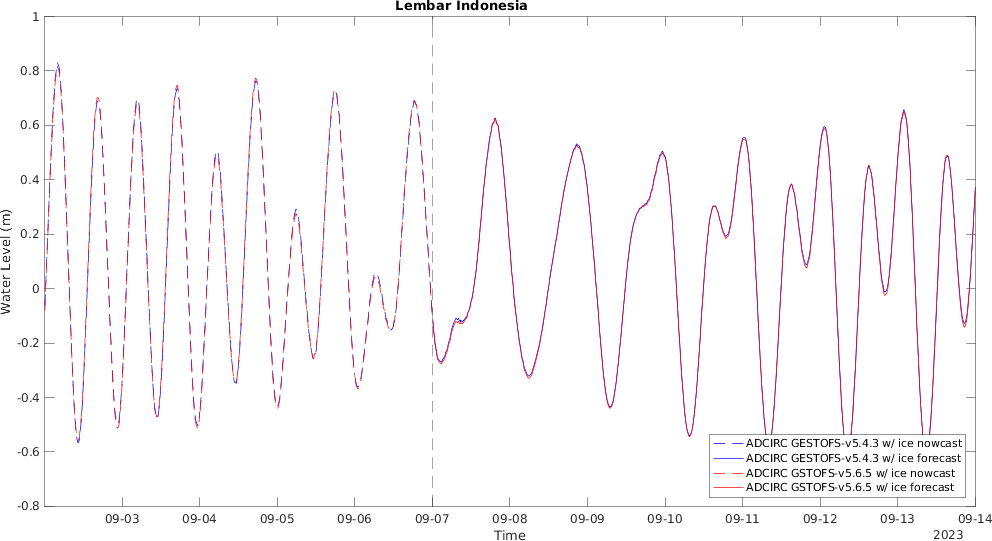 Lembar Indonesia
1
0.8
0.6
0.4
0.2
0
-0.2
-0.4
-0.6
-0.8
Water Level (m)
ADCIRC GESTOFS-v5.4.3 w/ ice nowcast
ADCIRC GESTOFS-v5.4.3 w/ ice forecast
ADCIRC GSTOFS-v5.6.5 w/ ice nowcast
ADCIRC GSTOFS-v5.6.5 w/ ice forecast
09-03 09-04 09-05 09-06 09-07 09-08 09-09 09-10 09-11 09-12 09-13 09-14
Time
2023